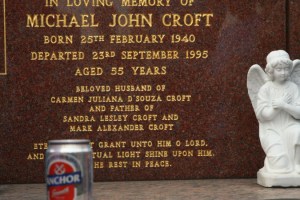 IN LOVING MEMORY OF
MICHAEL JOHN CROFT
BORN 25TH FEBRUARY 1940
DEPARTED 23RD SEPTEMBER 1995
AGED 55 YEARS
BELOVED HUSBAND OF
CARMEN JULIANA D'SOUZA CROFT
AND FATHER OF
SANDRA LESLEY CROFT AND
MARK ALEXANDER CROFT
GRANT UNTO HIM O LORD,
LIGHT SHINE UPON HIM.
HE REST IN PEACE.
ANCHOR